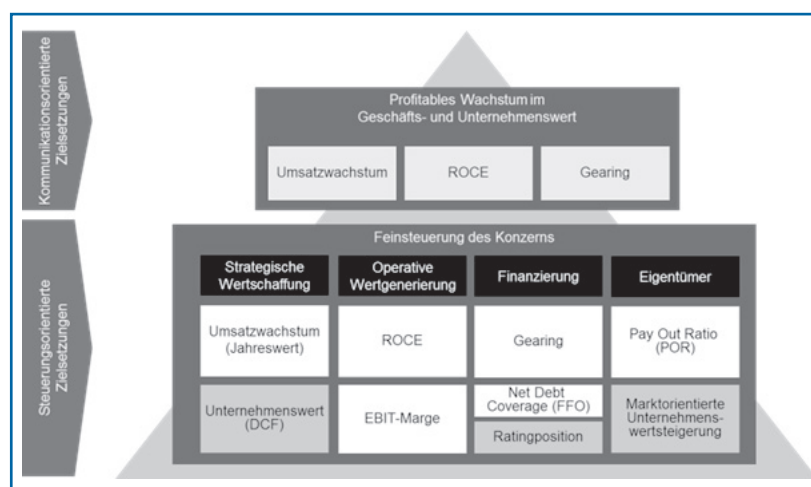 Kommunikationsorientierte
Zielsetzungen
Profitables Wachstum im
Geschäfts- und Unternehmenswert
Umsatzwachstum
ROCE
Gearing
Steuerungsorientierte
Zielsetzungen
Feinsteuerung des Konzerns
Strategische
Wertschaffung
Operative
Wertgenerierung
Finanzierung
Eigentümer
Umsatzwachstum
(Jahreswert)
ROCE
Gearing
Pay Out Ratio
(POR)
Unternehmenswert
(DCF)
EBIT-Marge
Net Debt
Coverage (FFO)
Ratingposition
Marktorientierte
Unternehmens-
wertsteigerung